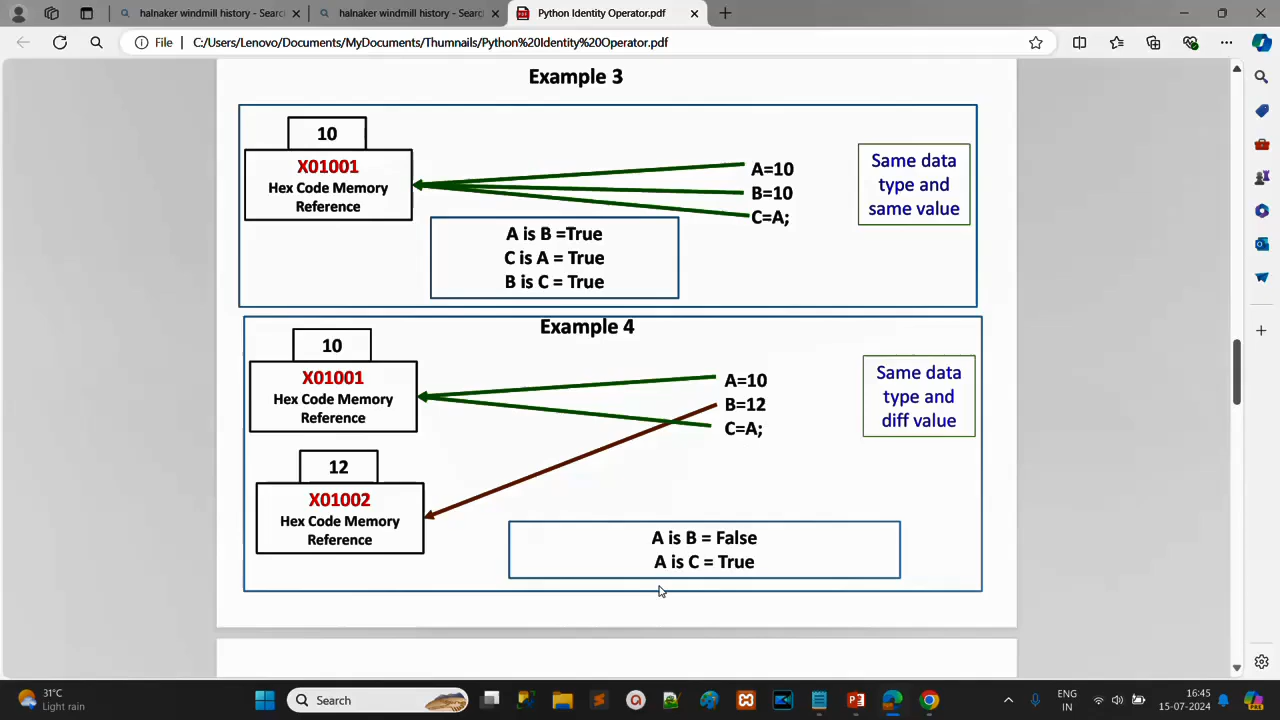 halnaker windmill history - Searc
halnaker windmill history - Searc
Python Identity Operator.pdf
File
C:/Users/Lenovo/Documents/MyDocuments/Thumnails/Python%20Identity%20Operator.pdf
Example 3
10
X01001
Hex Code Memory
Reference
A=10
B=10
C=A;
Same data
type and
same value
A is B =True
C is A = True
B is C = True
Example 4
10
X01001
Hex Code Memory
Reference
A=10
B=12
C=A;
Same data
type and
diff value
12
X01002
Hex Code Memory
Reference
A is B = False
A is C = True
31°C
Light rain
Search
ENG
IN
16:45
15-07-2024